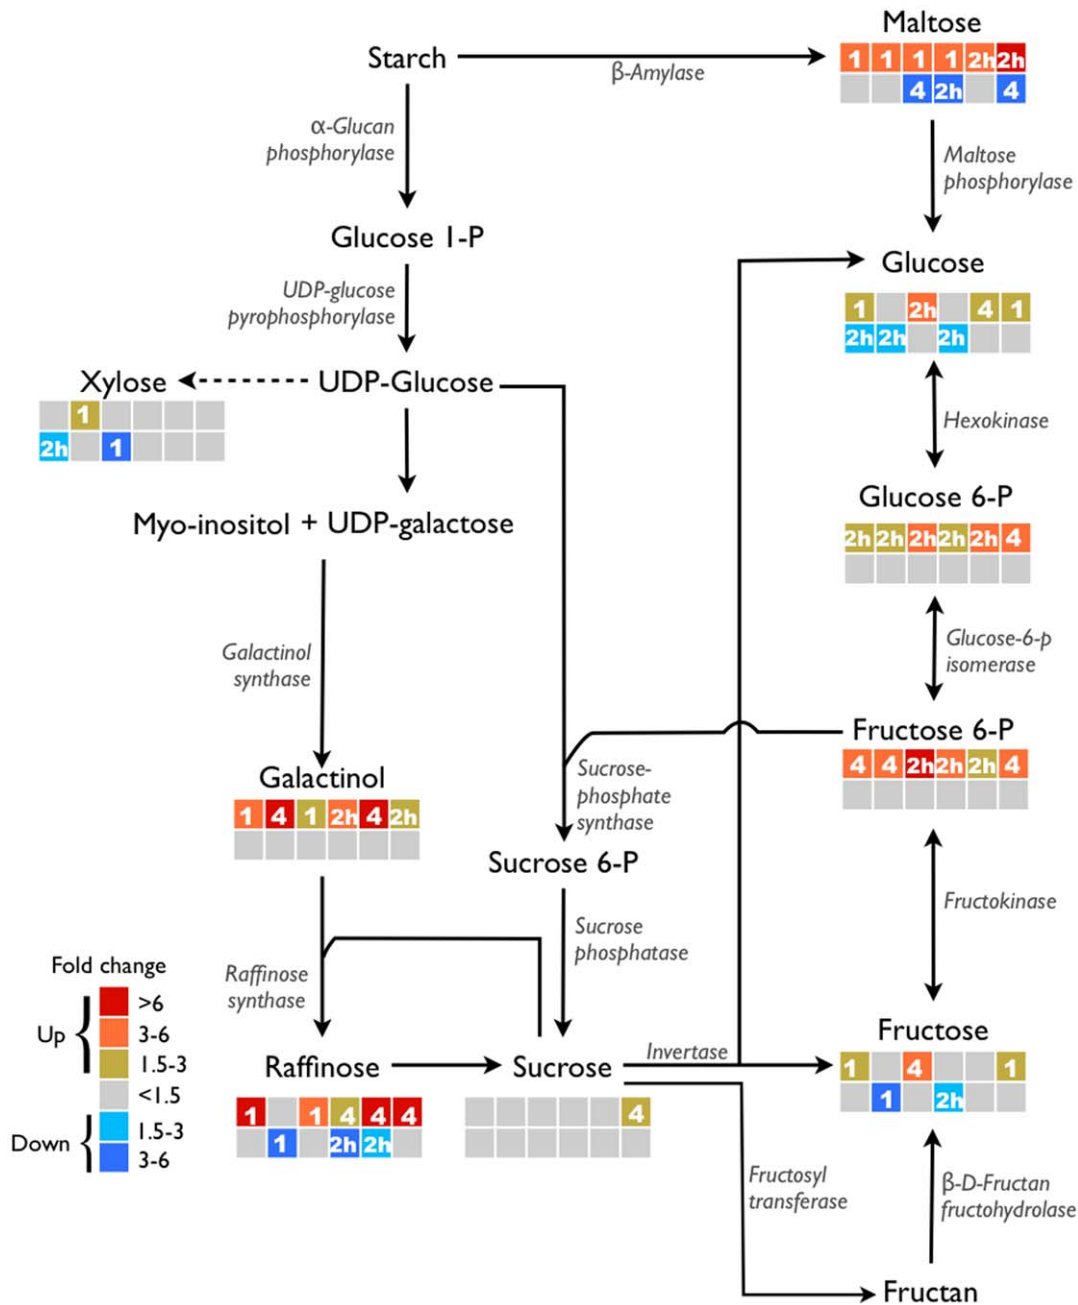 Maltose
Starch
1 1 1 1 2h 2h
β-Amylase
4 2h 4
α-Glucan
phosphorylase
Maltose
phosphorylase
Glucose 1-P
Glucose
UDP-glucose
pyrophosphorylase
1 2h 4 1
2h 2h 2h
Xylose
UDP-Glucose
1
2h 1
Hexokinase
Glucose 6-P
Myo-inositol + UDP-galactose
2h 2h 2h 2h 2h 4
Galactinol
synthase
Glucose-6-p
isomerase
Fructose 6-P
4 4 2h 2h 2h 4
Galactinol
1 4 1 2h 4 2h
Sucrose-
phosphate
synthase
Sucrose 6-P
Fructokinase
Sucrose
phosphatase
Fold change
Up
>6
3-6
1.5-3
<1.5
Down
1.5-3
3-6
Raffinose
synthase
Fructose
Raffinose
Sucrose
Invertase
1 4 1
1 2h
1 1 4 4 4
1 2h 2h
4
Fructosyl
transferase
β-D-Fructan
fructohydrolase
Fructan